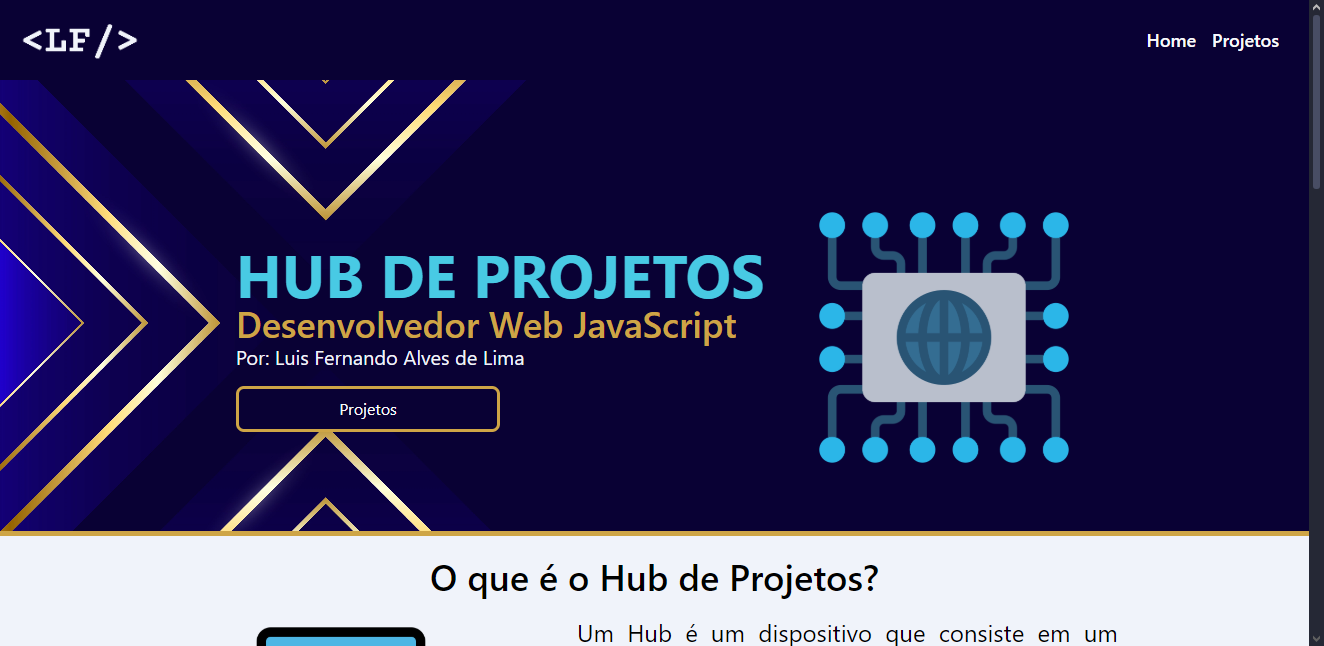 <LF/>
Home Projetos
HUB DE PROJETOS
Desenvolvedor Web JavaScript
Por: Luis Fernando Alves de Lima
Projetos
O que é o Hub de Projetos?
Um Hub é um dispositivo que consiste em um